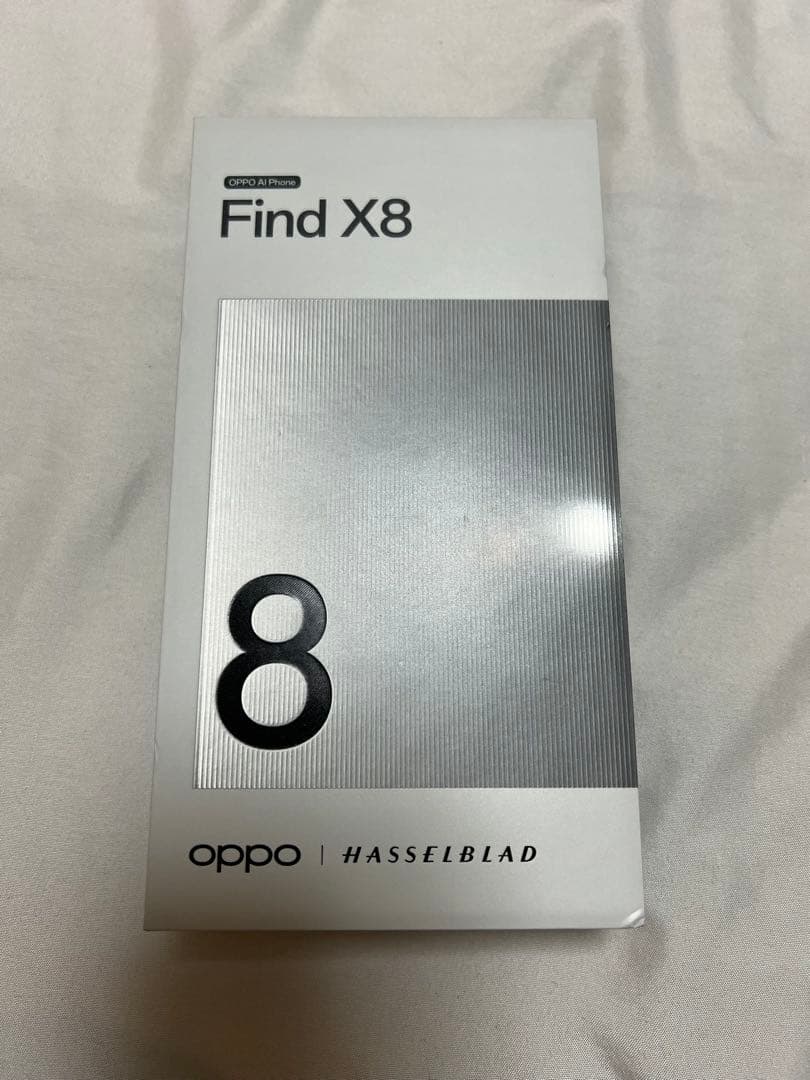 OPPO AI Phone
Find X8
8
oppo | HASSELBLAD